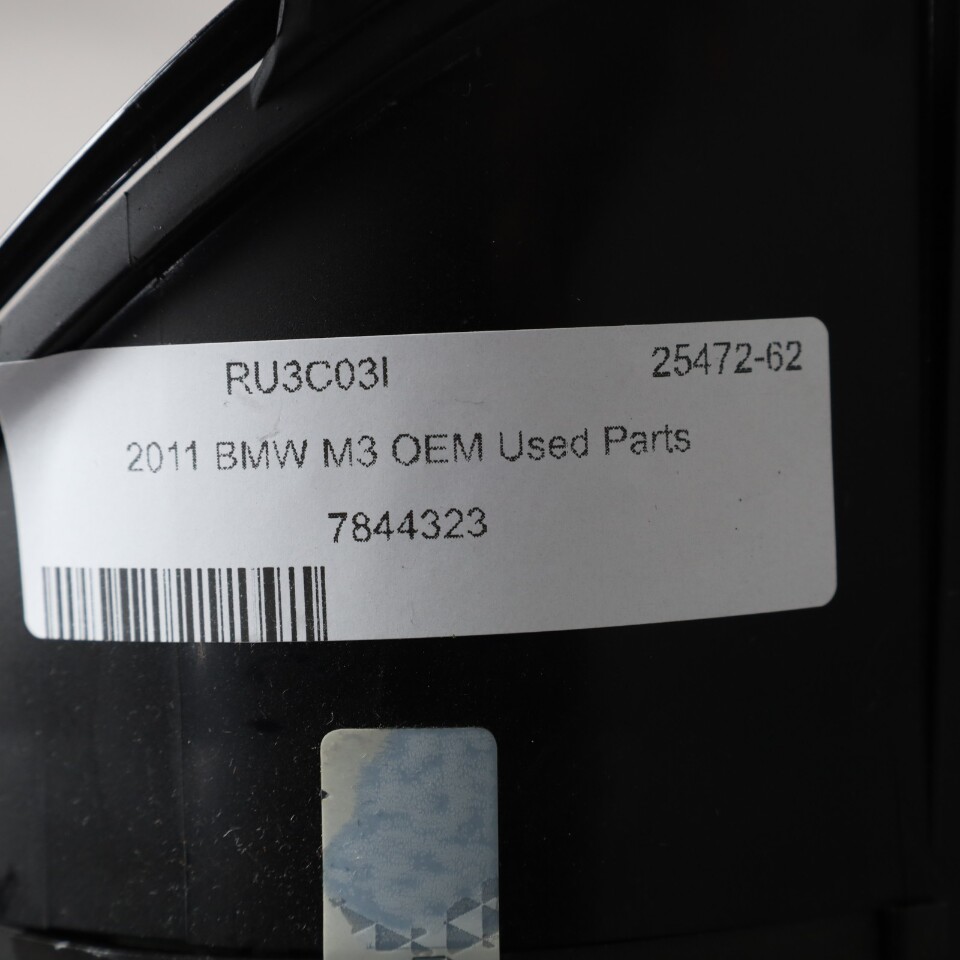 RU3C03I 25472-62
2011 BMW M3 OEM Used Parts
7844323